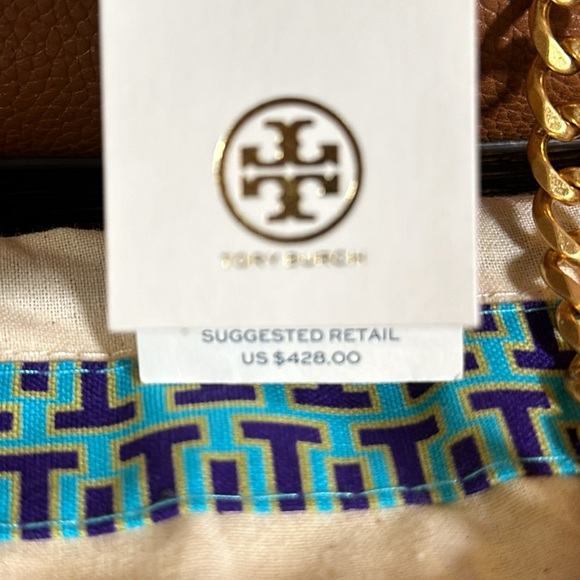 TORY BURCH
SUGGESTED RETAIL
US $428.00